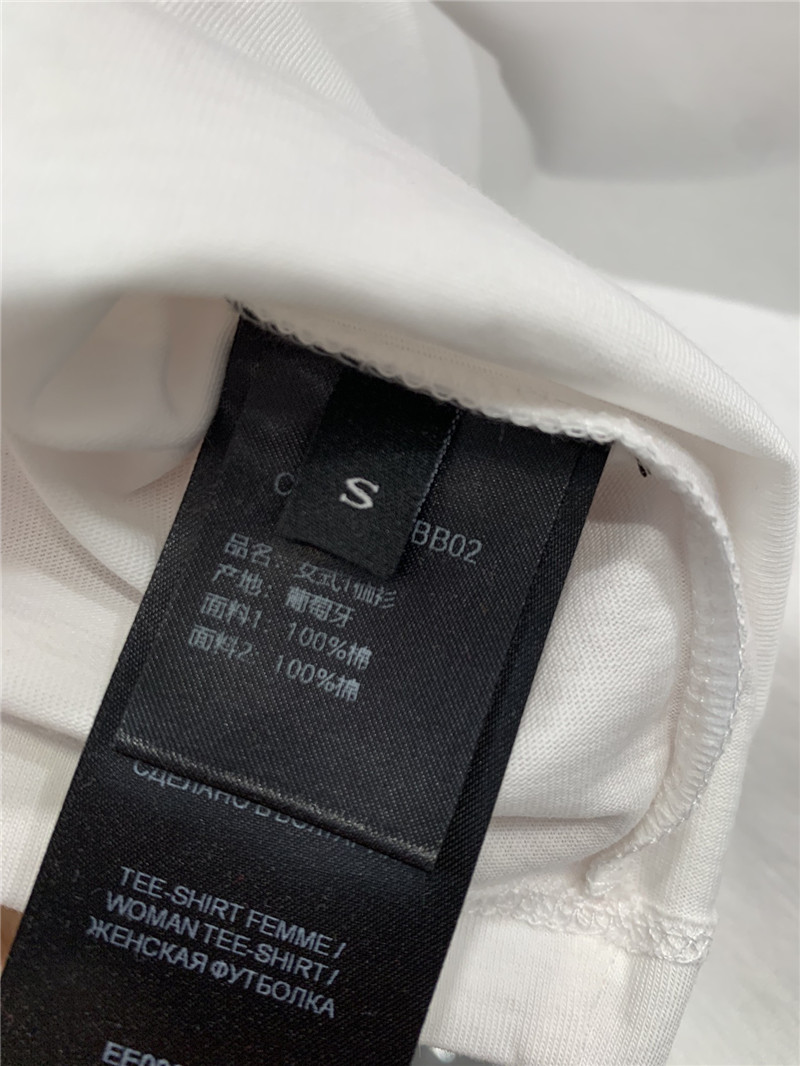 S
BB02
品名：女式T恤衫
产地：葡萄牙
面料1 100%棉
面料2 100%棉
СДЕЛАНО В
TEE-SHIRT FEMME /
WOMAN TEE-SHIRT /
ЖЕНСКАЯ ФУТБОЛКА